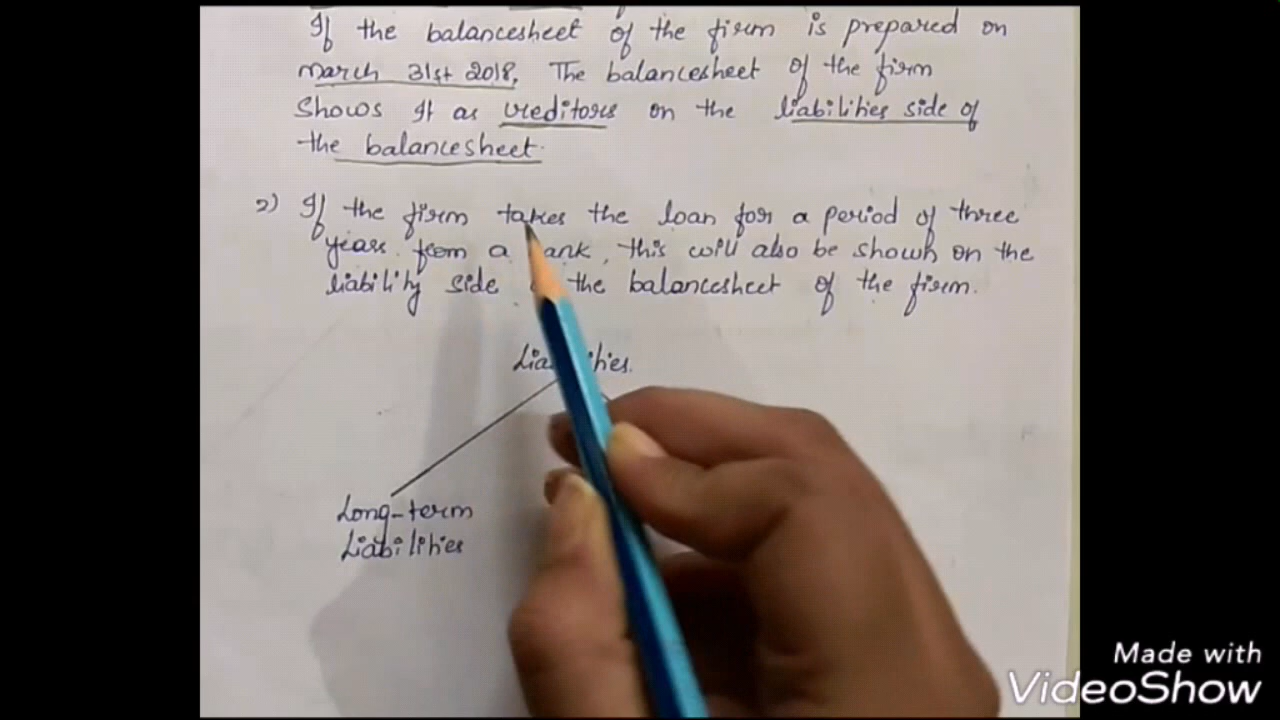 If the balancesheet of the firm is prepared on
march 31st 2018, The balancesheet of the firm
Shows It as creditors on the liabilities side of
the balancesheet.
2) If the firm takes the loan for a period of three
years from a ank, this will also be shown on the
liability side the balancesheet of the firm.
Long-term
Liabilities
Made with
VideoShow